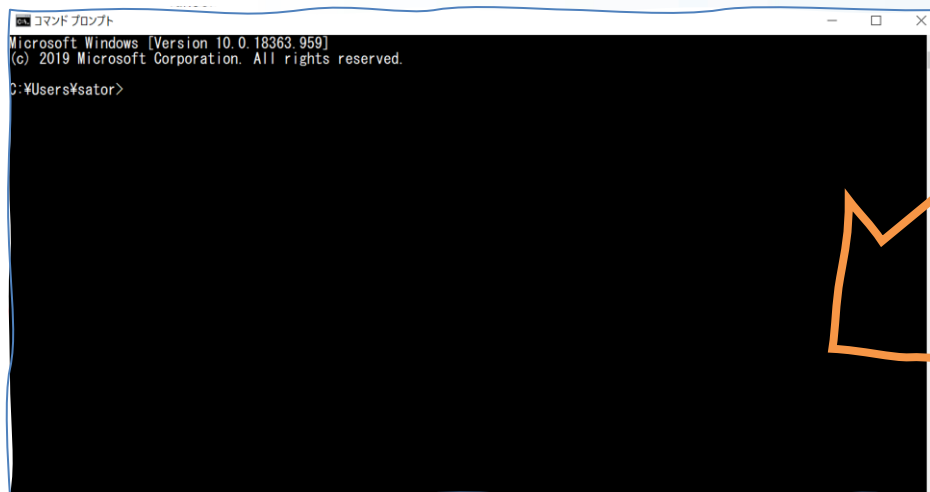 コマンド プロンプト
Microsoft Windows [Version 10.0.18363.959]
(c) 2019 Microsoft Corporation. All rights reserved.
C:¥Users¥sator>